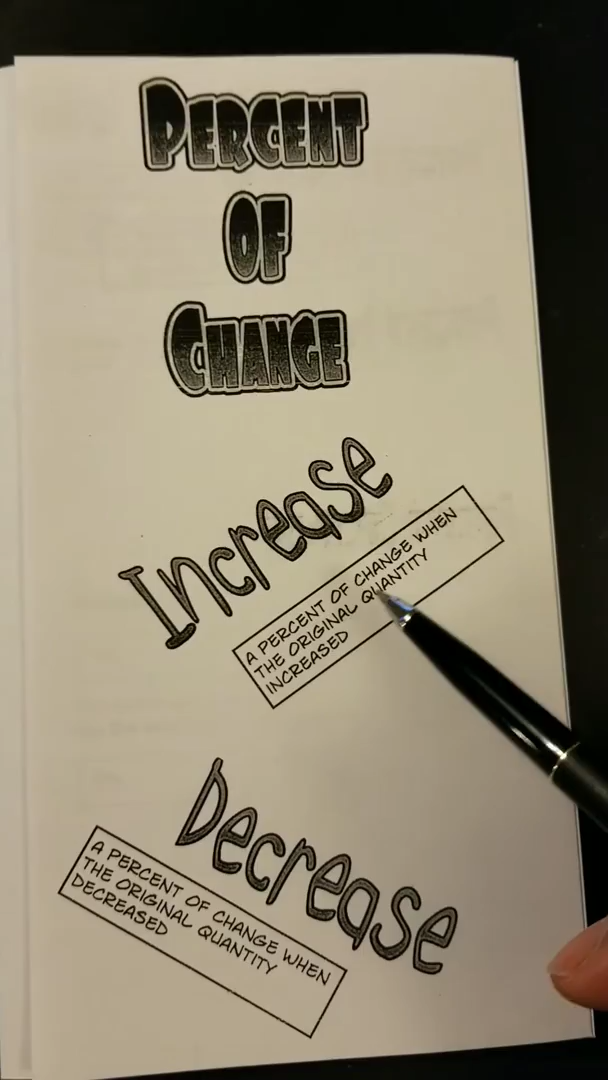 PERCENT
OF
CHANGE
Increase
A PERCENT OF CHANGE WHEN
THE ORIGINAL QUANTITY
INCREASED
Decrease
A PERCENT OF CHANGE WHEN
THE ORIGINAL QUANTITY
DECREASED